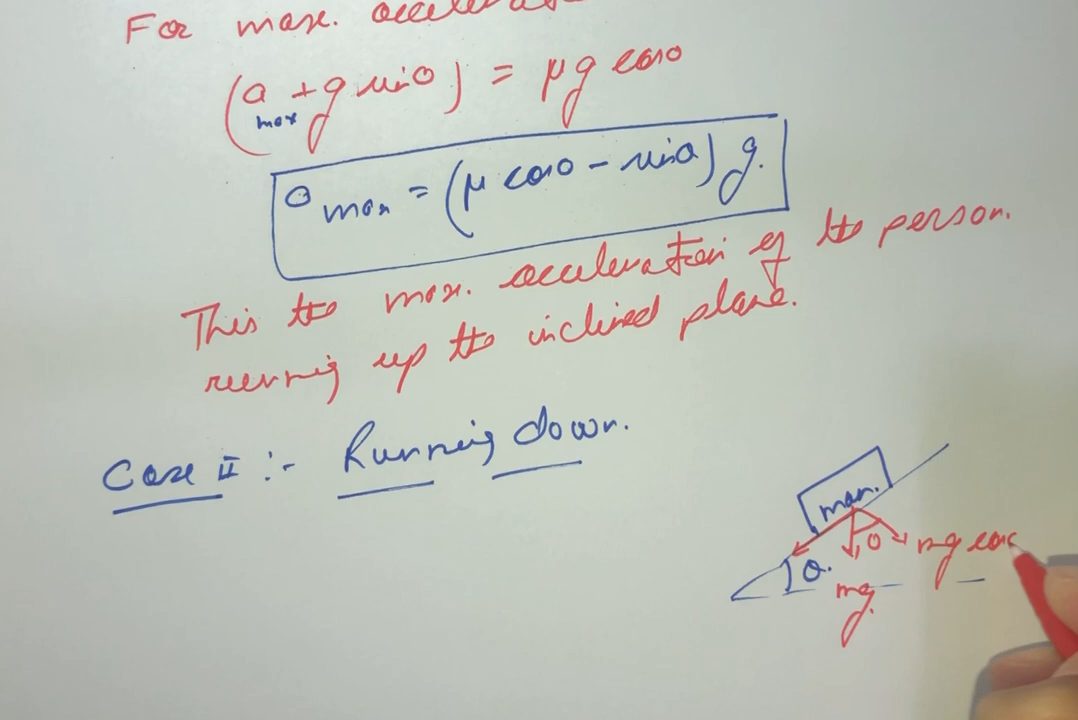 For max. accelerat
(a max + g sinθ) = μg cosθ
a max = (μ cosθ - sinθ) g.
This the max. acceleration of the person.
running up the inclined plane.
Case II :- Running down.
man.
θ mg cos
θ.
mg.